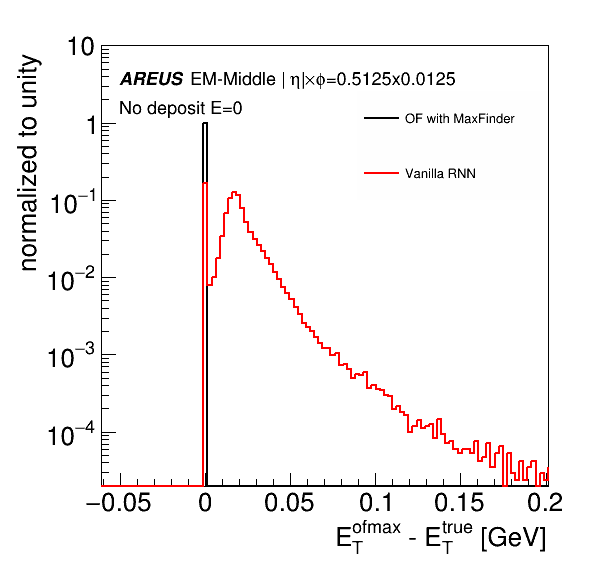 10
AREUS EM-Middle | η|×φ=0.5125x0.0125
No deposit E=0
1
OF with MaxFinder
Vanilla RNN
10⁻¹
10⁻²
10⁻³
10⁻⁴
normalized to unity
−0.05 0 0.05 0.1 0.15 0.2
E_T^ofmax - E_T^true [GeV]